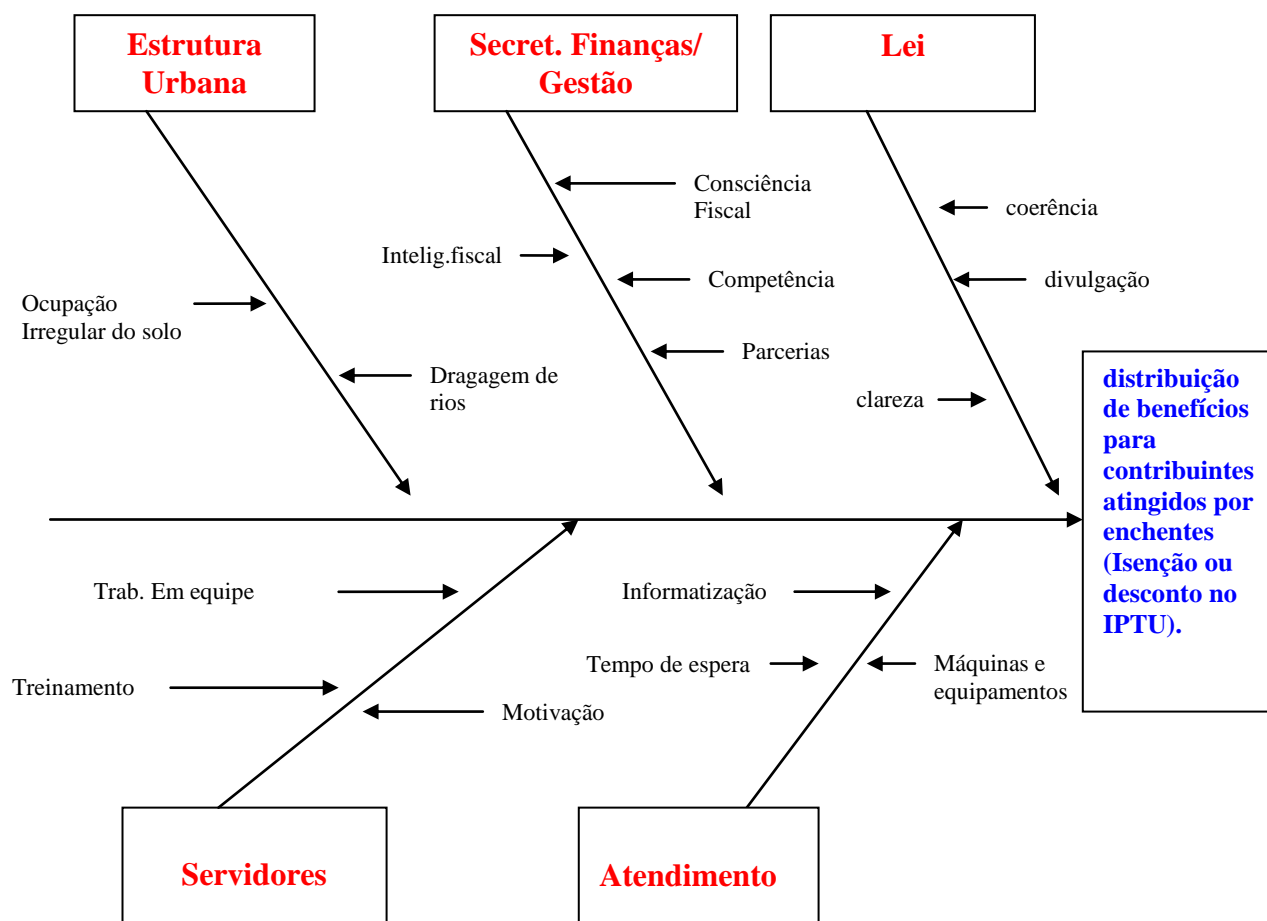 Estrutura
Urbana
Secret. Finanças/
Gestão
Lei
Consciência
Fiscal
coerência
Intelig.fiscal
Competência
divulgação
Ocupação
Irregular do solo
Parcerias
Dragagem de
rios
clareza
distribuição
de benefícios
para
contribuintes
atingidos por
enchentes
(Isenção ou
desconto no
IPTU).
Trab. Em equipe
Informatização
Tempo de espera
Máquinas e
equipamentos
Treinamento
Motivação
Servidores
Atendimento